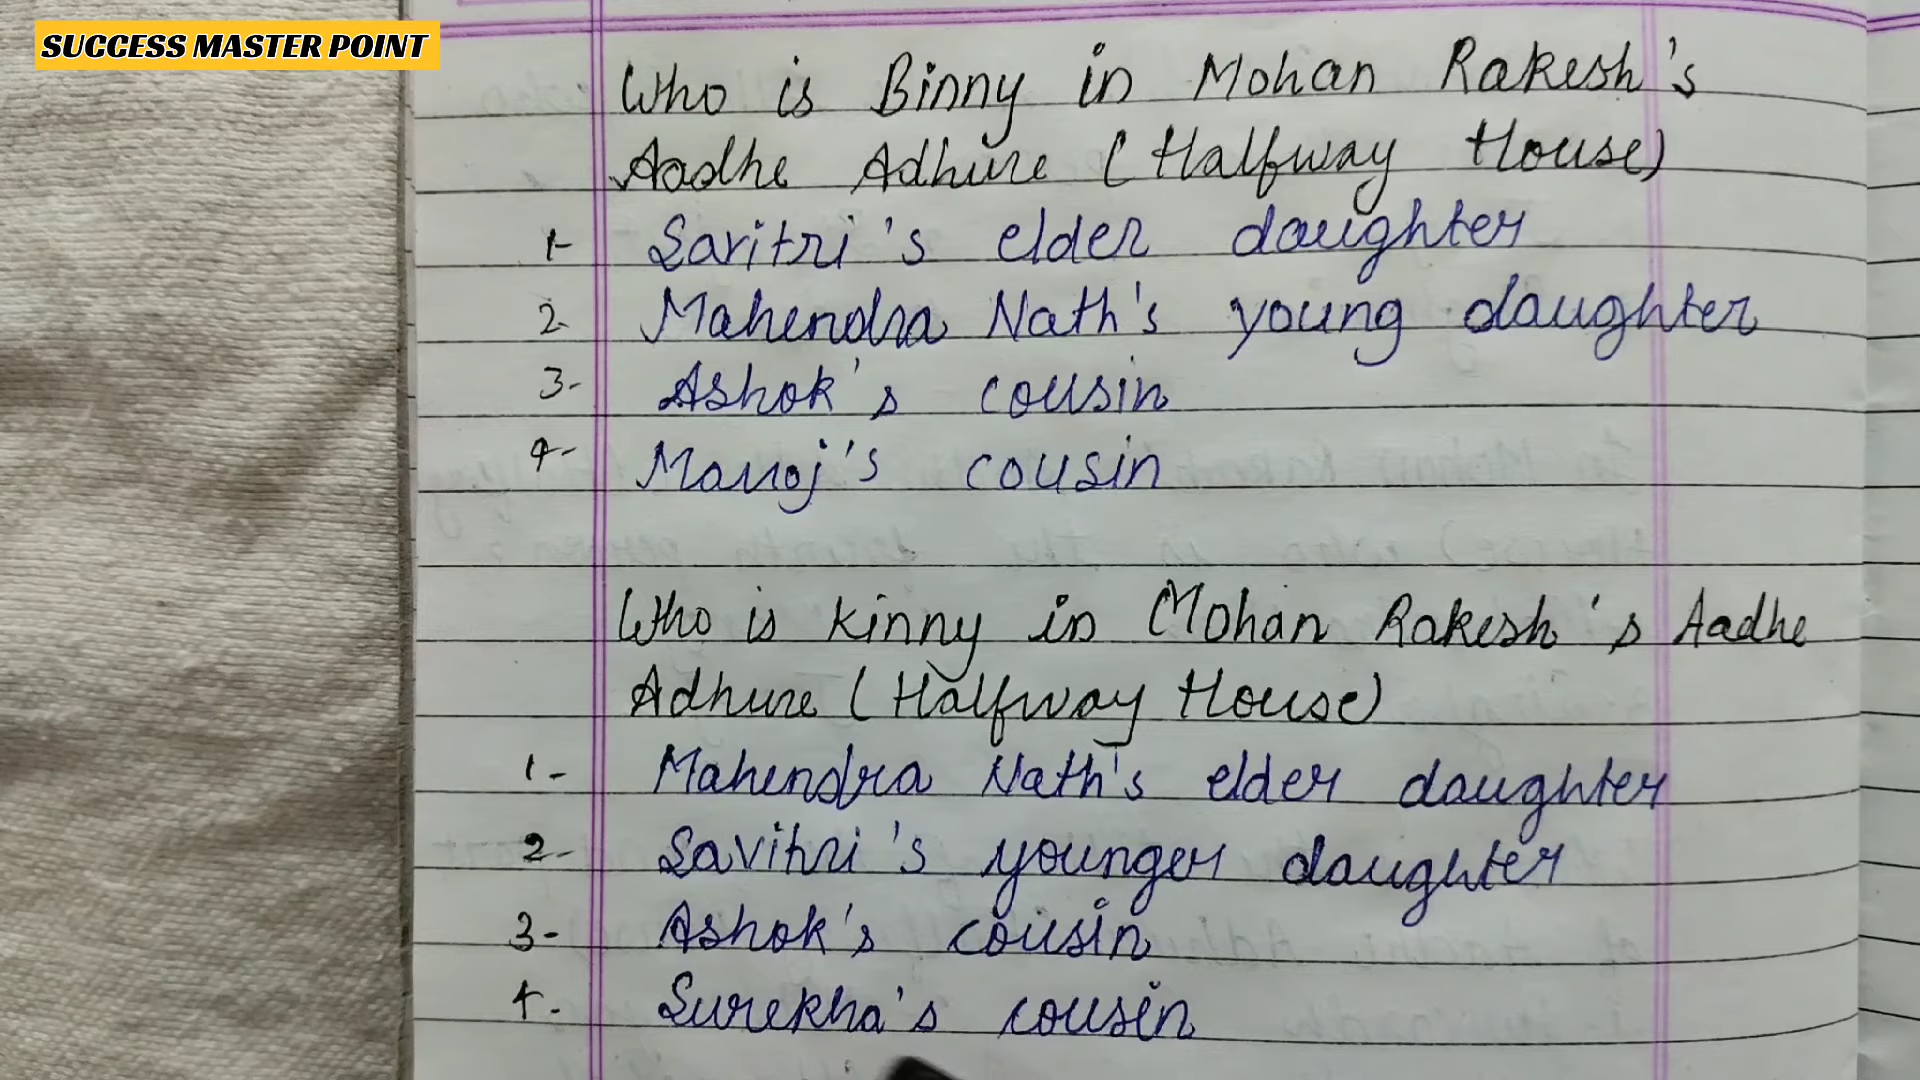 SUCCESS MASTER POINT
Who is Binny in Mohan Rakesh's
Aadhe Adhure (Halfway House)
1- Savitri's elder daughter
2- Mahendra Nath's young daughter
3- Ashok's cousin
4- Manoj's cousin
Who is Kinny in Mohan Rakesh's Aadhe
Adhure (Halfway House)
1- Mahendra Nath's elder daughter
2- Savitri's younger daughter
3- Ashok's cousin
4- Surekha's cousin